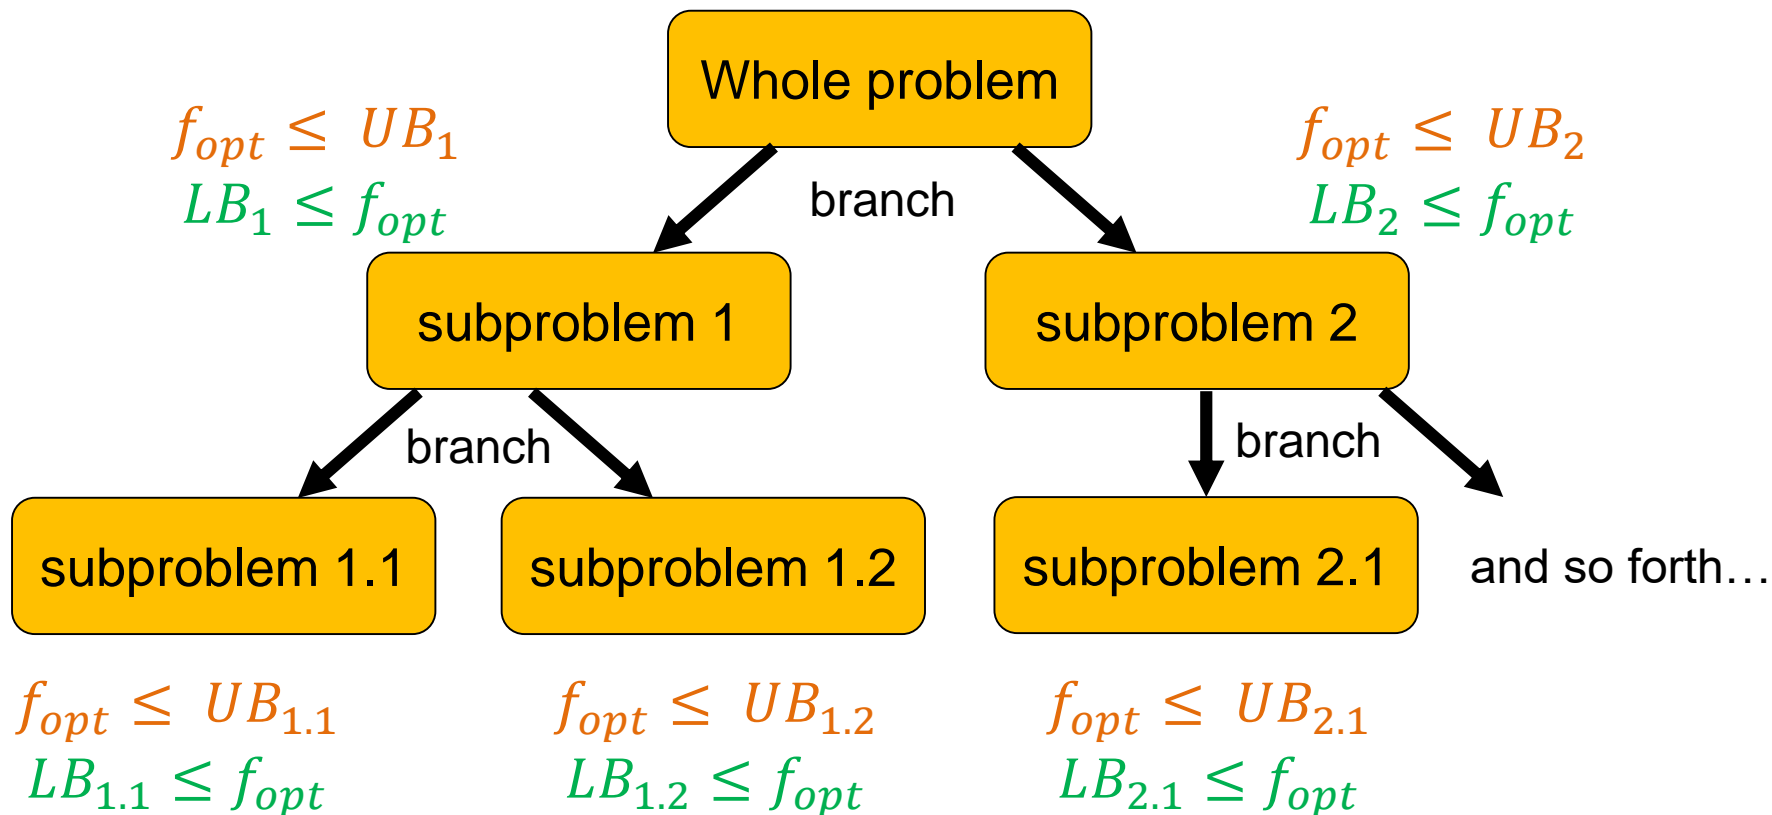 Whole problem
f_opt ≤ UB_1
LB_1 ≤ f_opt
branch
f_opt ≤ UB_2
LB_2 ≤ f_opt
subproblem 1
subproblem 2
branch
branch
subproblem 1.1
subproblem 1.2
subproblem 2.1
and so forth…
f_opt ≤ UB_1.1
LB_1.1 ≤ f_opt
f_opt ≤ UB_1.2
LB_1.2 ≤ f_opt
f_opt ≤ UB_2.1
LB_2.1 ≤ f_opt